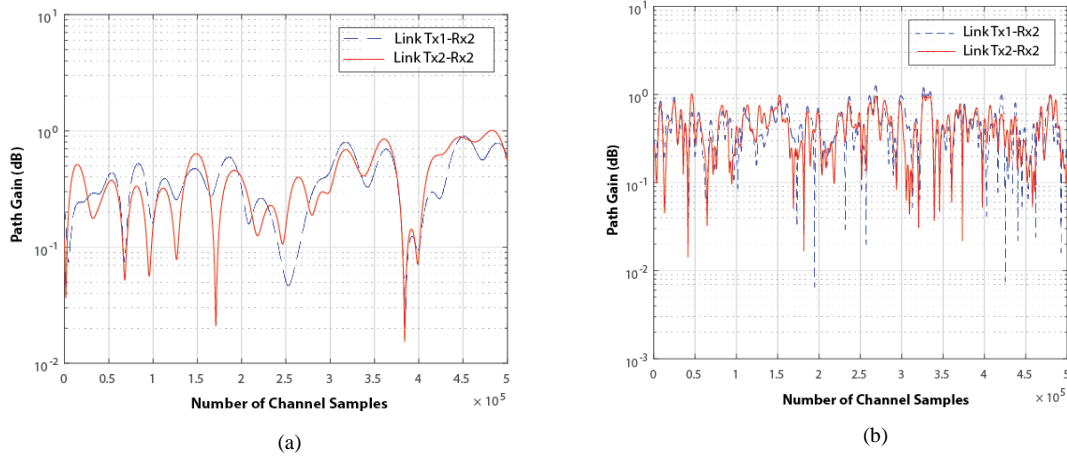 10^1
10^0
10^-1
10^-2
Path Gain (dB)
Link Tx1-Rx2
Link Tx2-Rx2
0 0.5 1 1.5 2 2.5 3 3.5 4 4.5 5
× 10^5
Number of Channel Samples
(a)
10^1
10^0
10^-1
10^-2
10^-3
Path Gain (dB)
Link Tx1-Rx2
Link Tx2-Rx2
0 0.5 1 1.5 2 2.5 3 3.5 4 4.5 5
× 10^5
Number of Channel Samples
(b)